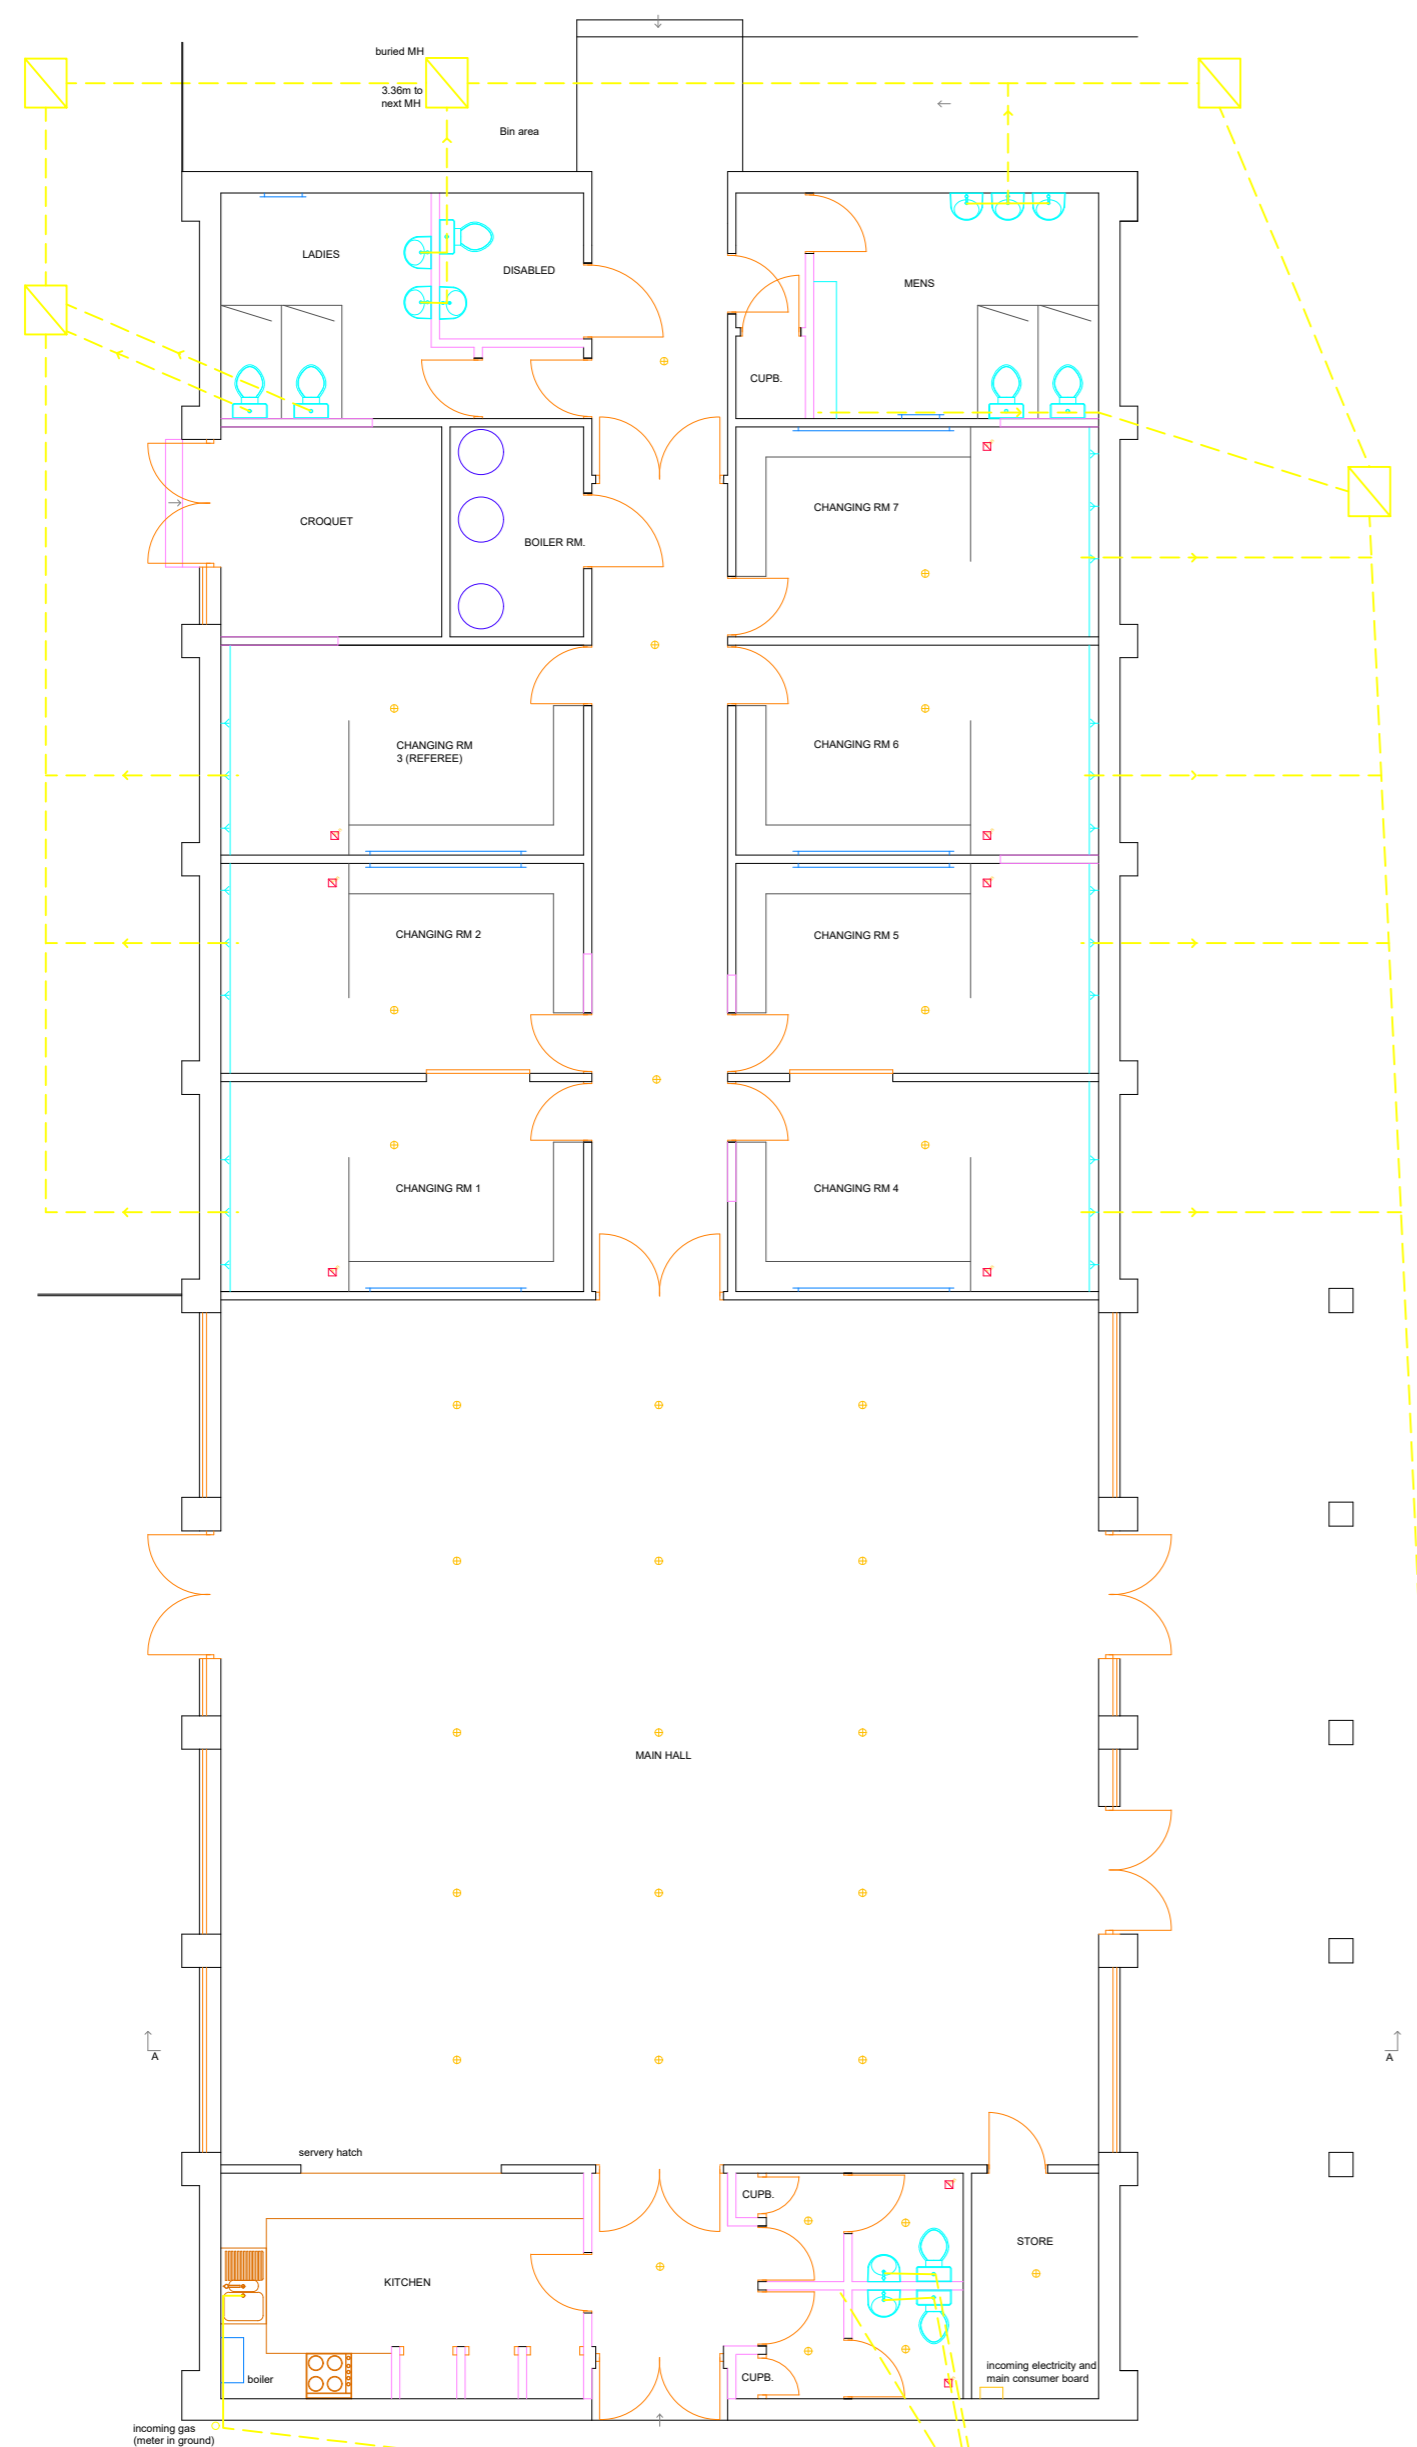 buried MH
3.36m to
next MH
Bin area
LADIES
DISABLED
MENS
CUPB.
CROQUET
BOILER RM.
CHANGING RM 7
CHANGING RM
3 (REFEREE)
CHANGING RM 6
CHANGING RM 2
CHANGING RM 5
CHANGING RM 1
CHANGING RM 4
MAIN HALL
A
A
servery hatch
CUPB.
STORE
KITCHEN
boiler
CUPB.
incoming electricity and
main consumer board
incoming gas
(meter in ground)